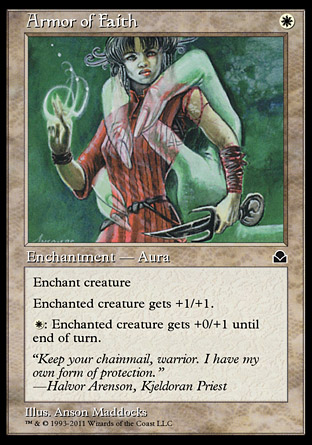 Armor of Faith
Enchantment — Aura
Enchant creature
Enchanted creature gets +1/+1.
: Enchanted creature gets +0/+1 until
end of turn.
“Keep your chainmail, warrior. I have my
own form of protection.”
—Halvor Arenson, Kjeldoran Priest
Illus. Anson Maddocks
™ & © 1993-2011 Wizards of the Coast LLC